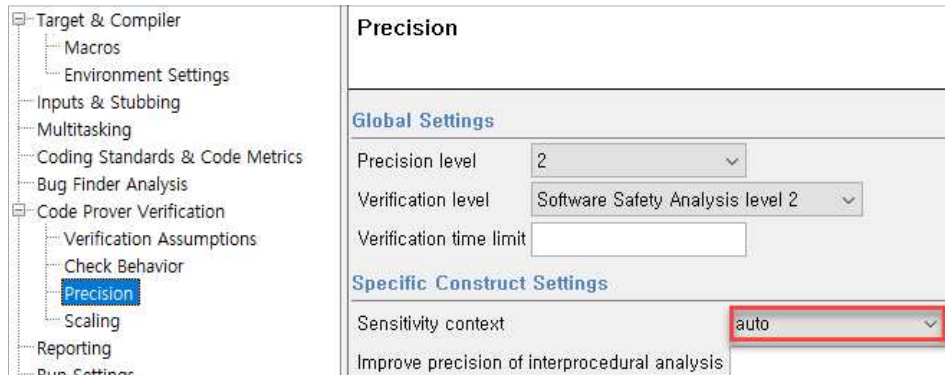 Target & Compiler
Macros
Environment Settings
Inputs & Stubbing
Multitasking
Coding Standards & Code Metrics
Bug Finder Analysis
Code Prover Verification
Verification Assumptions
Check Behavior
Precision
Scaling
Reporting
Run Settings
Precision
Global Settings
Precision level 2
Verification level Software Safety Analysis level 2
Verification time limit
Specific Construct Settings
Sensitivity context auto
Improve precision of interprocedural analysis